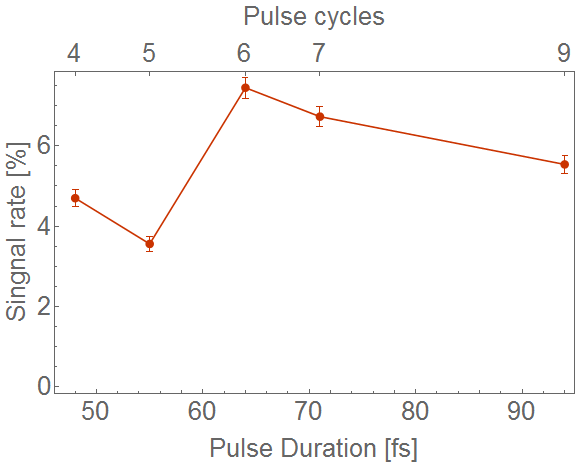 Pulse cycles
4 5 6 7 9
Singnal rate [%]
6
4
2
0
50 60 70 80 90
Pulse Duration [fs]